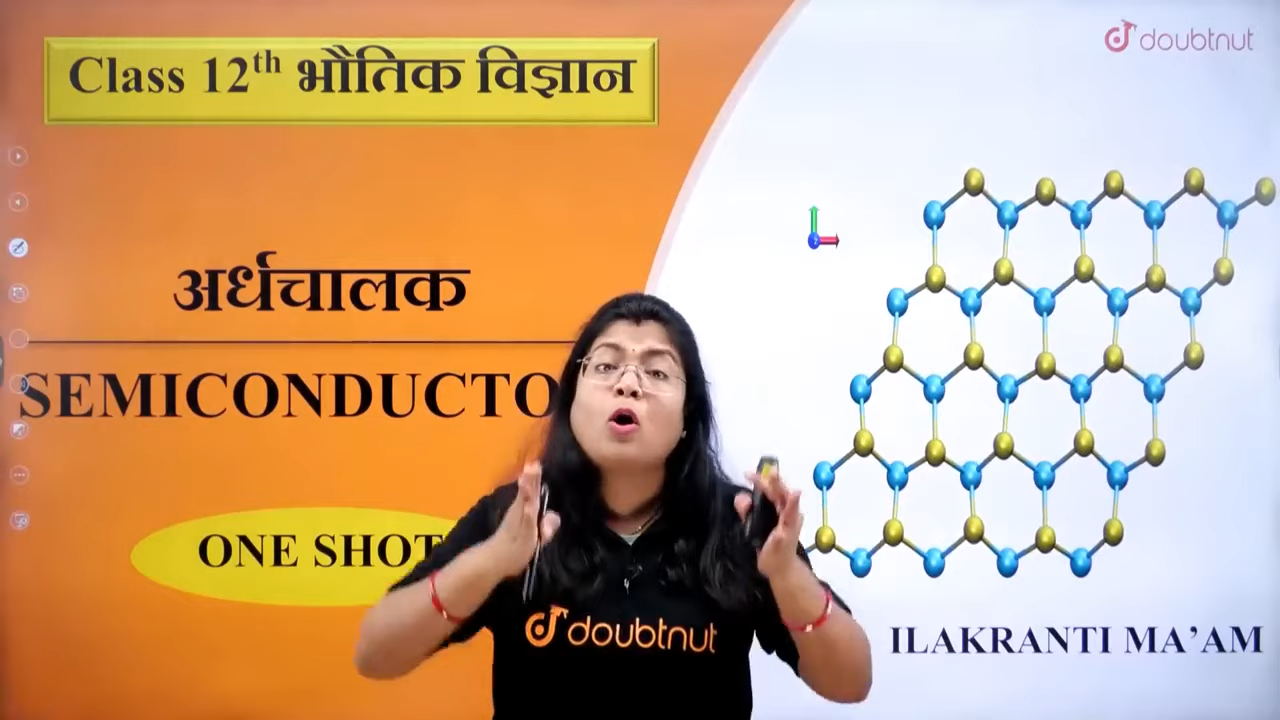 Class 12th भौतिक विज्ञान
doubtnut
अर्धचालक
SEMICONDUCTO
ONE SHOT
doubtnut
ILAKRANTI MA'AM